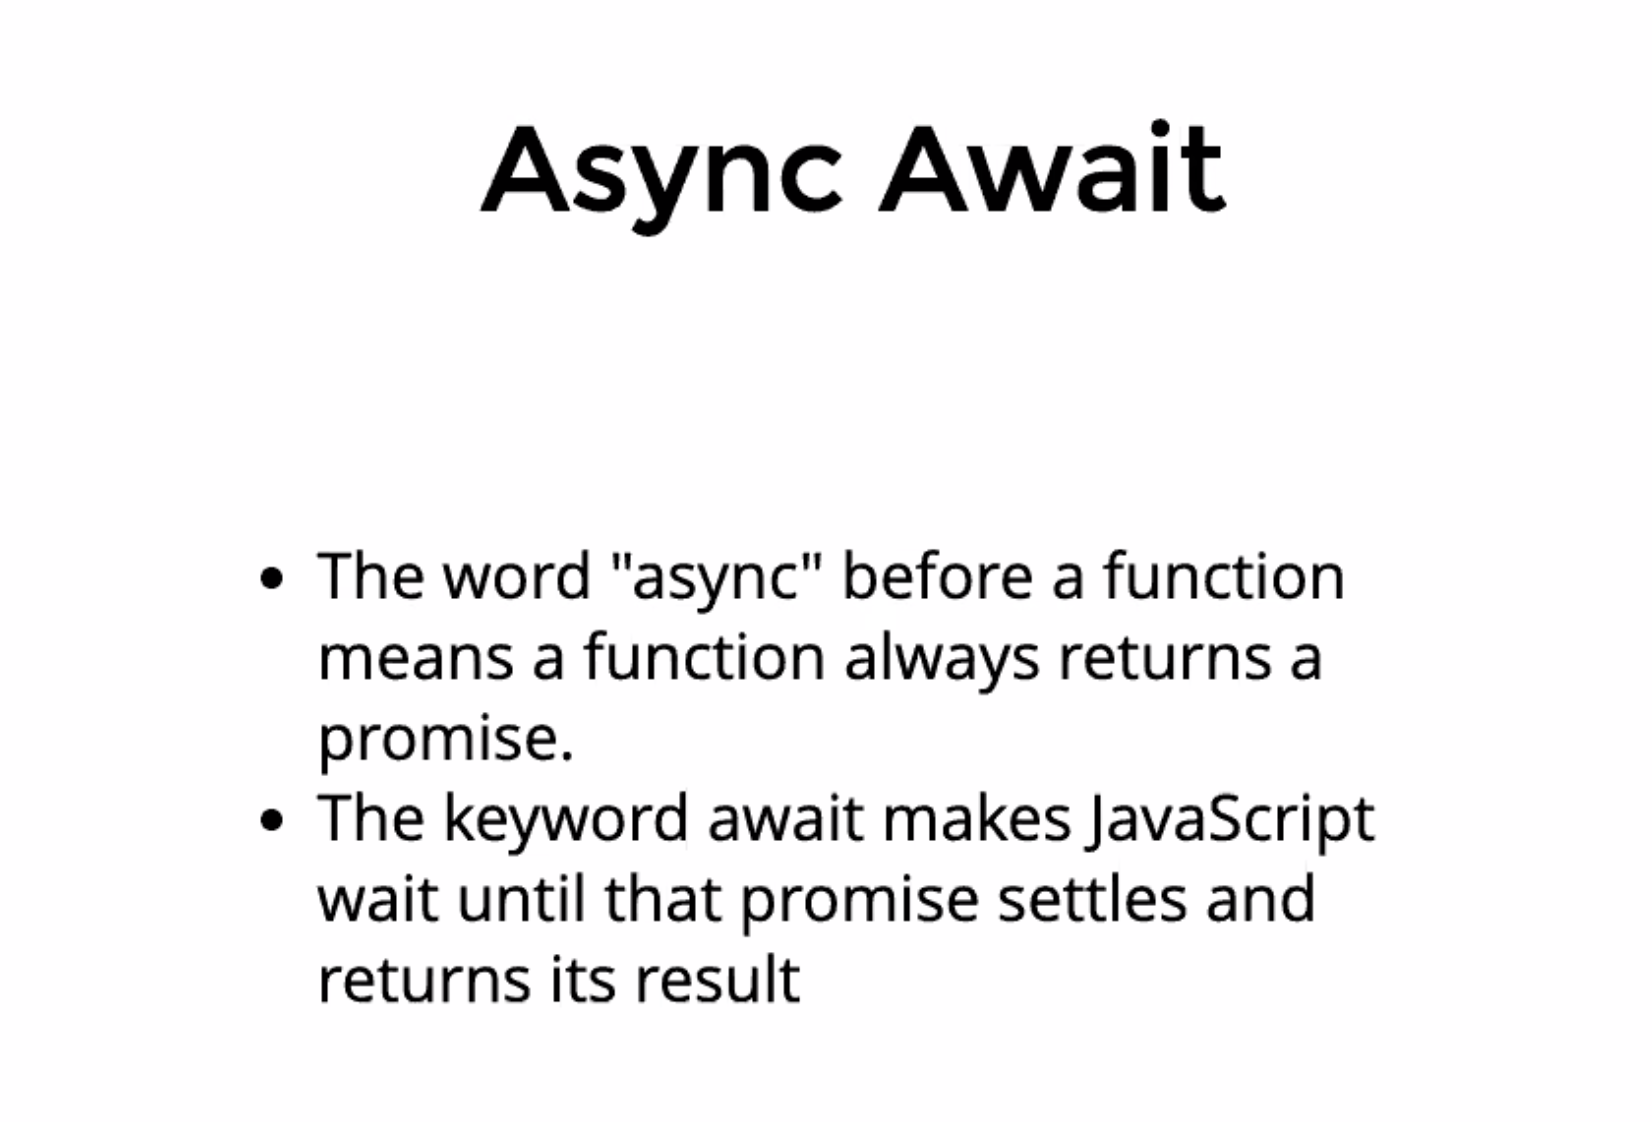 Async Await
• The word "async" before a function
means a function always returns a
promise.
• The keyword await makes JavaScript
wait until that promise settles and
returns its result